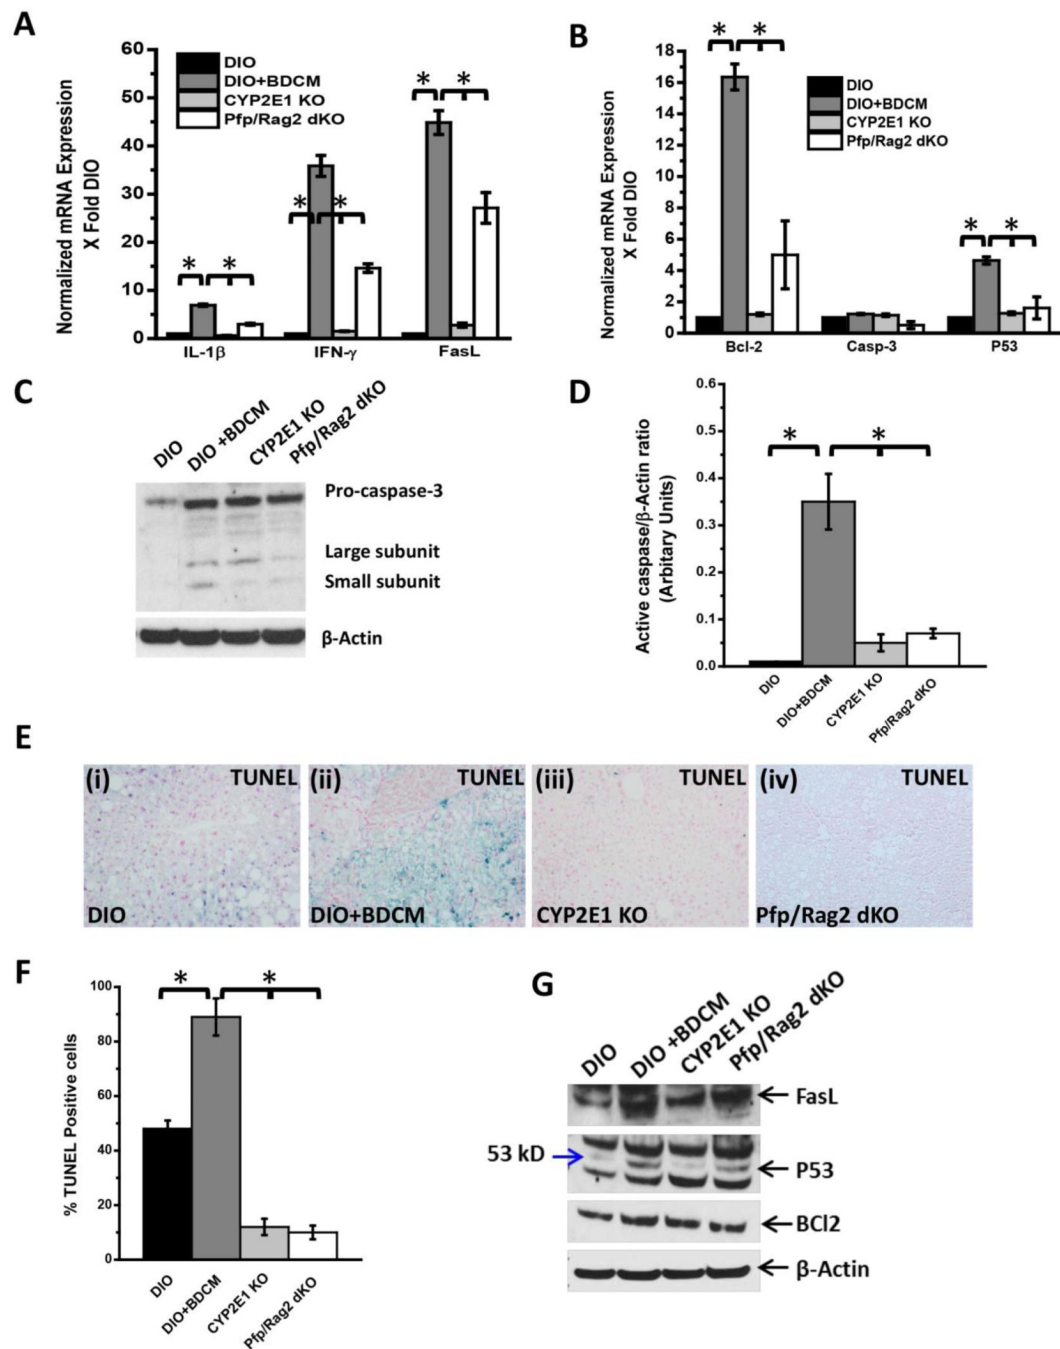 A
Normalized mRNA Expression
X Fold DIO
60
50
40
30
20
10
0
DIO
DIO+BDCM
CYP2E1 KO
Pfp/Rag2 dKO
* * * * * *
IL-1β IFN-γ FasL
B
Normalized mRNA Expression
X Fold DIO
18
16
14
12
10
8
6
4
2
0
DIO
DIO+BDCM
CYP2E1 KO
Pfp/Rag2 dKO
* * * *
Bcl-2 Casp-3 P53
C
DIO
DIO +BDCM
CYP2E1 KO
Pfp/Rag2 dKO
Pro-caspase-3
Large subunit
Small subunit
β-Actin
D
Active caspase/β-Actin ratio
(Arbitary Units)
0.6
0.5
0.4
0.3
0.2
0.1
0.0
* *
DIO
DIO+BDCM
CYP2E1 KO
Pfp/Rag2 dKO
E
(i) TUNEL
DIO
(ii) TUNEL
DIO+BDCM
(iii) TUNEL
CYP2E1 KO
(iv) TUNEL
Pfp/Rag2 dKO
F
% TUNEL Positive cells
100
80
60
40
20
0
* *
DIO
DIO+BDCM
CYP2E1 KO
Pfp/Rag2 dKO
G
DIO
DIO +BDCM
CYP2E1 KO
Pfp/Rag2 dKO
FasL
53 kD
P53
BCl2
β-Actin